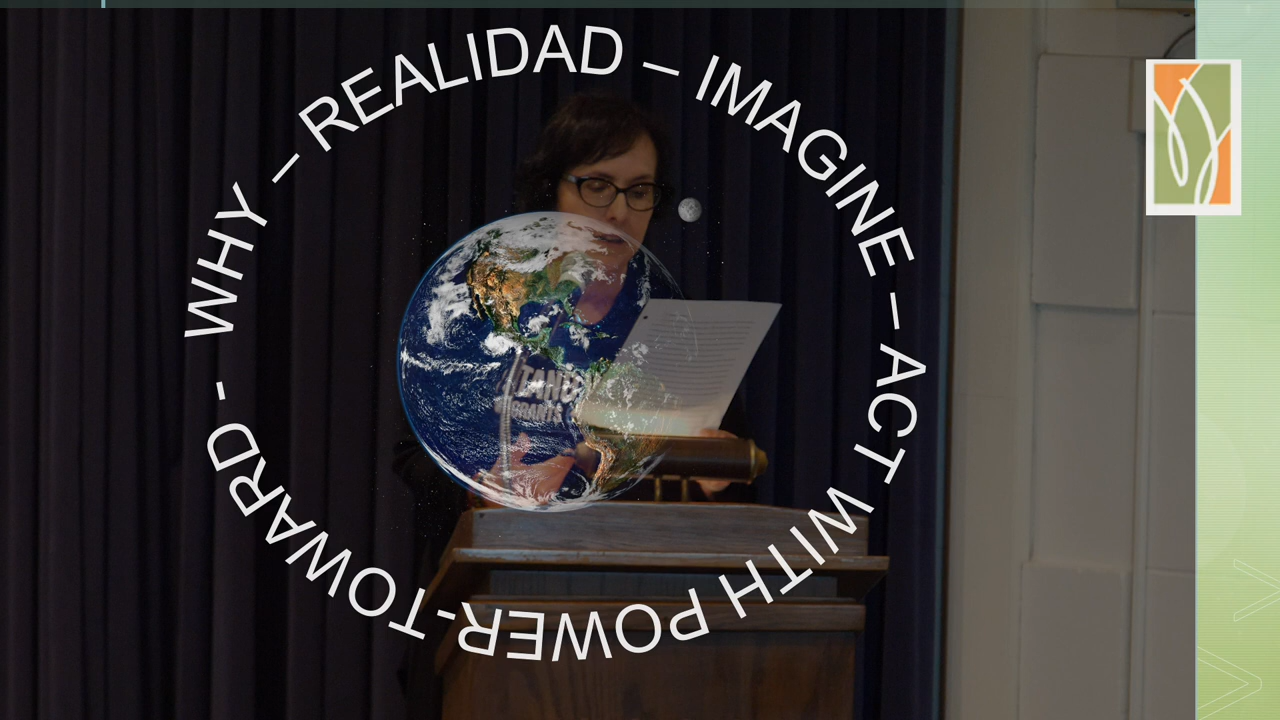 WHY – REALIDAD – IMAGINE – ACT WITH POWER-TOWARD -